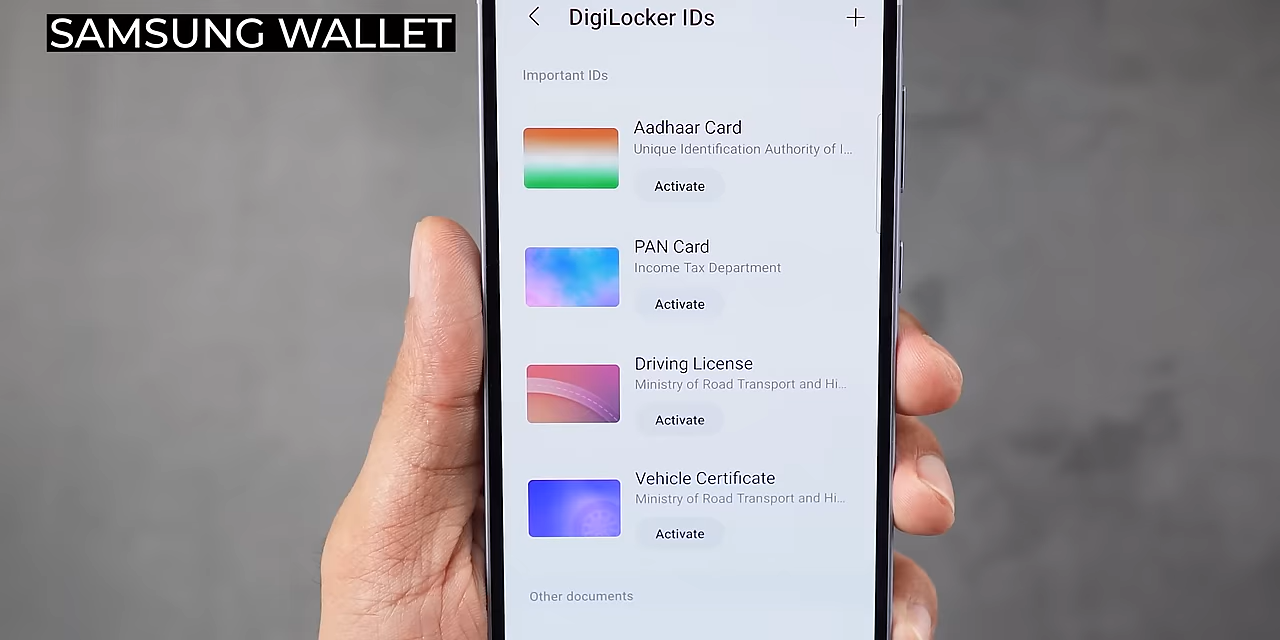 SAMSUNG WALLET
DigiLocker IDs
Important IDs
Aadhaar Card
Unique Identification Authority of I...
Activate
PAN Card
Income Tax Department
Activate
Driving License
Ministry of Road Transport and Hi...
Activate
Vehicle Certificate
Ministry of Road Transport and Hi...
Activate
Other documents